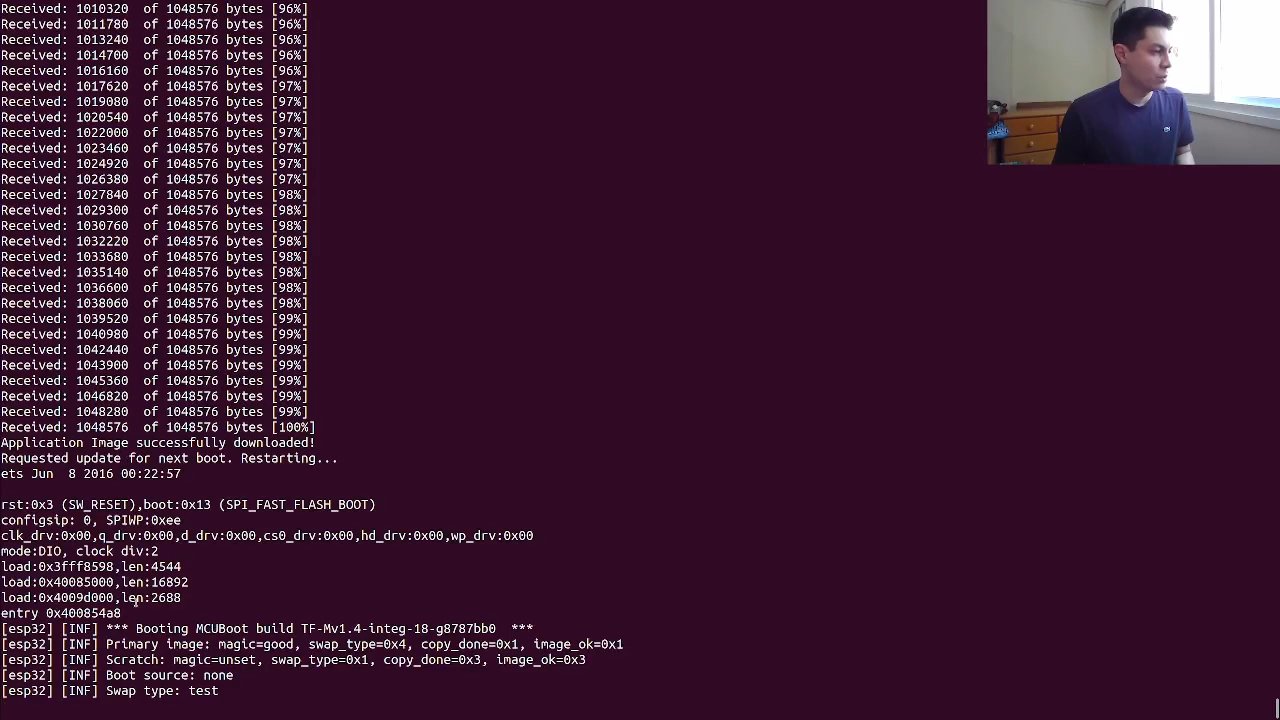 Received: 1010320  of 1048576 bytes [96%]
Received: 1011780  of 1048576 bytes [96%]
Received: 1013240  of 1048576 bytes [96%]
Received: 1014700  of 1048576 bytes [96%]
Received: 1016160  of 1048576 bytes [96%]
Received: 1017620  of 1048576 bytes [97%]
Received: 1019080  of 1048576 bytes [97%]
Received: 1020540  of 1048576 bytes [97%]
Received: 1022000  of 1048576 bytes [97%]
Received: 1023460  of 1048576 bytes [97%]
Received: 1024920  of 1048576 bytes [97%]
Received: 1026380  of 1048576 bytes [97%]
Received: 1027840  of 1048576 bytes [98%]
Received: 1029300  of 1048576 bytes [98%]
Received: 1030760  of 1048576 bytes [98%]
Received: 1032220  of 1048576 bytes [98%]
Received: 1033680  of 1048576 bytes [98%]
Received: 1035140  of 1048576 bytes [98%]
Received: 1036600  of 1048576 bytes [98%]
Received: 1038060  of 1048576 bytes [98%]
Received: 1039520  of 1048576 bytes [99%]
Received: 1040980  of 1048576 bytes [99%]
Received: 1042440  of 1048576 bytes [99%]
Received: 1043900  of 1048576 bytes [99%]
Received: 1045360  of 1048576 bytes [99%]
Received: 1046820  of 1048576 bytes [99%]
Received: 1048280  of 1048576 bytes [99%]
Received: 1048576  of 1048576 bytes [100%]
Application Image successfully downloaded!
Requested update for next boot. Restarting...
ets Jun  8 2016 00:22:57
rst:0x3 (SW_RESET),boot:0x13 (SPI_FAST_FLASH_BOOT)
configsip: 0, SPIWP:0xee
clk_drv:0x00,q_drv:0x00,d_drv:0x00,cs0_drv:0x00,hd_drv:0x00,wp_drv:0x00
mode:DIO, clock div:2
load:0x3fff8598,len:4544
load:0x40085000,len:16892
load:0x4009d000,len:2688
entry 0x400854a8
[esp32] [INF] *** Booting MCUBoot build TF-Mv1.4-integ-18-g8787bb0  ***
[esp32] [INF] Primary image: magic=good, swap_type=0x4, copy_done=0x1, image_ok=0x1
[esp32] [INF] Scratch: magic=unset, swap_type=0x1, copy_done=0x3, image_ok=0x3
[esp32] [INF] Boot source: none
[esp32] [INF] Swap type: test